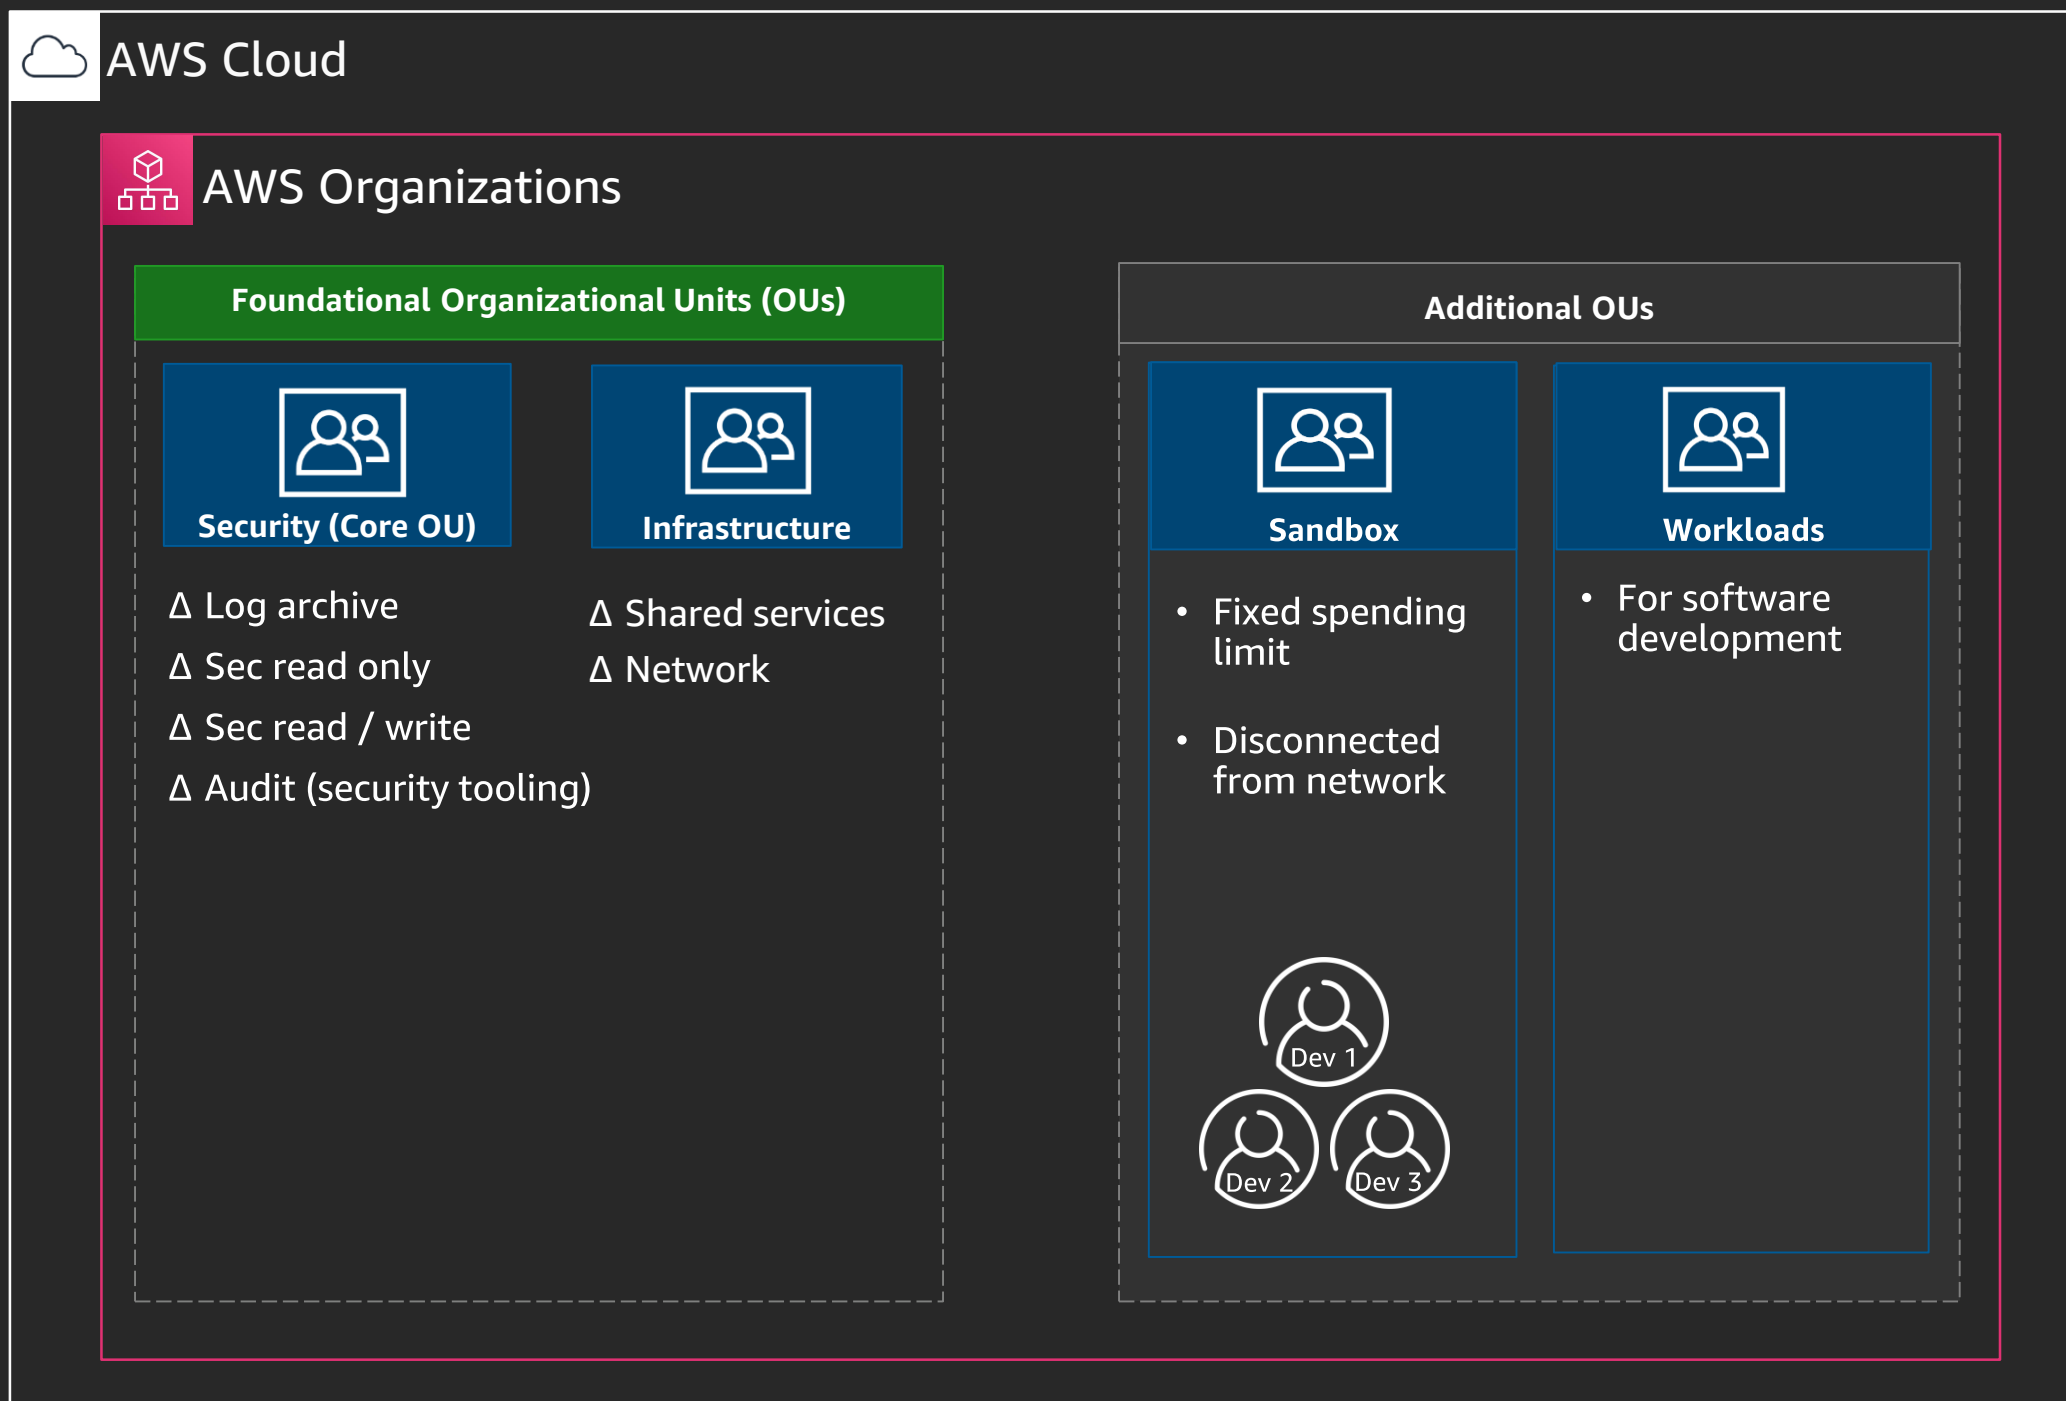 AWS Cloud
AWS Organizations
Foundational Organizational Units (OUs)
Security (Core OU)
Δ Log archive
Δ Sec read only
Δ Sec read / write
Δ Audit (security tooling)
Infrastructure
Δ Shared services
Δ Network
Additional OUs
Sandbox
• Fixed spending
limit
• Disconnected
from network
Dev 1
Dev 2
Dev 3
Workloads
• For software
development